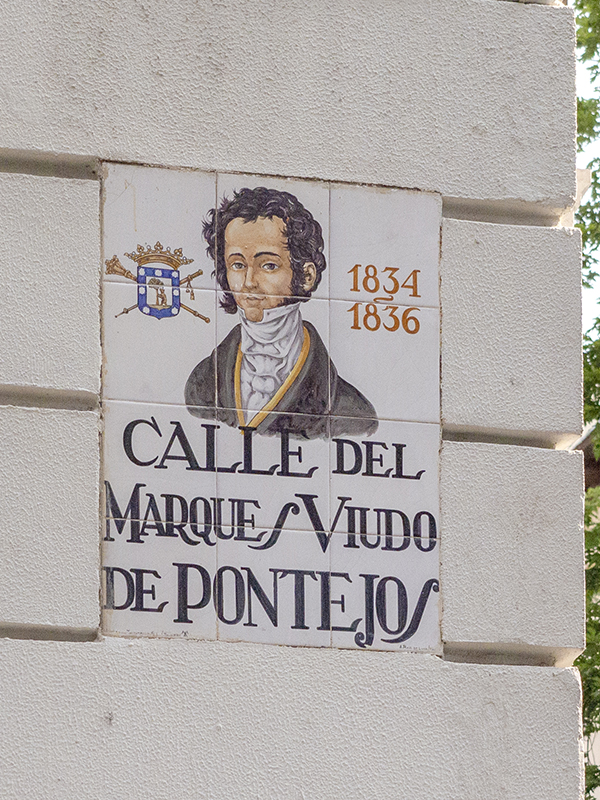 1834
1836
CALLE DEL
MARQUES VIUDO
DE PONTEJOS